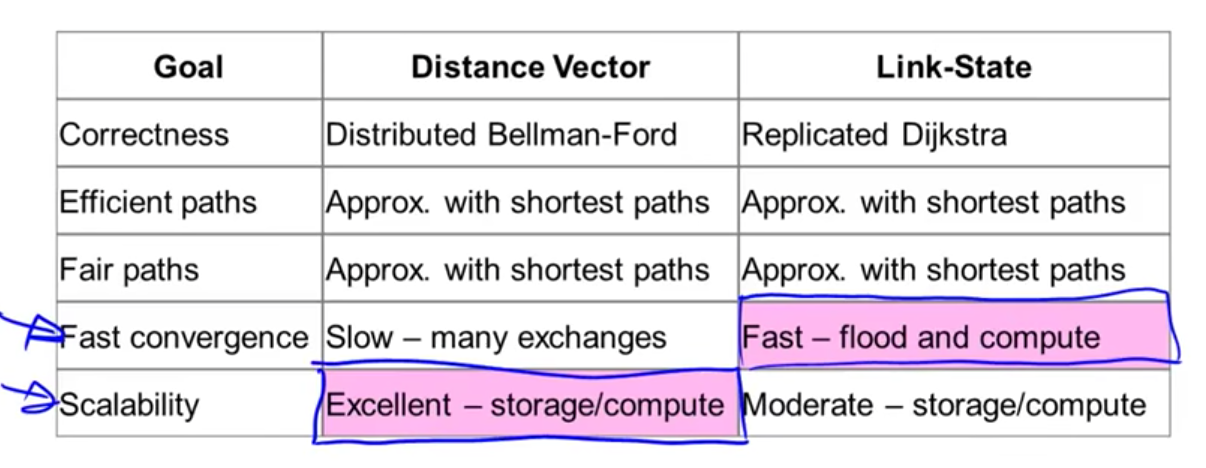 Goal Distance Vector Link-State
Correctness Distributed Bellman-Ford Replicated Dijkstra
Efficient paths Approx. with shortest paths Approx. with shortest paths
Fair paths Approx. with shortest paths Approx. with shortest paths
Fast convergence Slow – many exchanges Fast – flood and compute
Scalability Excellent – storage/compute Moderate – storage/compute